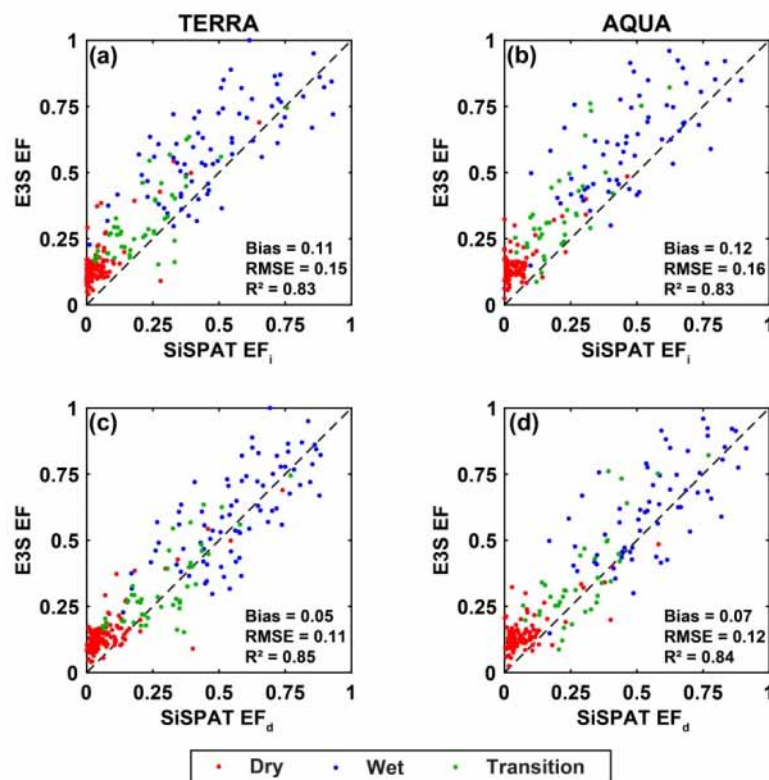 TERRA
AQUA
(a)
1
0.75
0.5
0.25
0
E3S EF
Bias = 0.11
RMSE = 0.15
R² = 0.83
0 0.25 0.5 0.75 1
SiSPAT EFi
(b)
1
0.75
0.5
0.25
0
E3S EF
Bias = 0.12
RMSE = 0.16
R² = 0.83
0 0.25 0.5 0.75 1
SiSPAT EFi
(c)
1
0.75
0.5
0.25
0
E3S EF
Bias = 0.05
RMSE = 0.11
R² = 0.85
0 0.25 0.5 0.75 1
SiSPAT EFd
(d)
1
0.75
0.5
0.25
0
E3S EF
Bias = 0.07
RMSE = 0.12
R² = 0.84
0 0.25 0.5 0.75 1
SiSPAT EFd
Dry Wet Transition